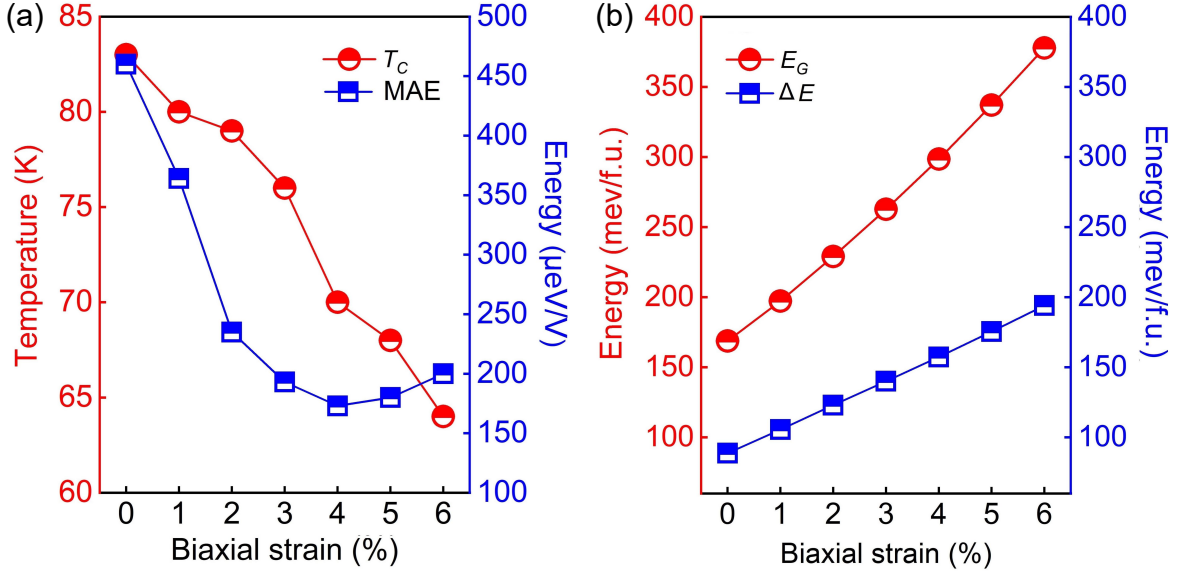 (a)
85
80
75
70
65
60
Temperature (K)
500
450
400
350
300
250
200
150
100
Energy (μeV/V)
T_C
MAE
0 1 2 3 4 5 6
Biaxial strain (%)
(b)
400
350
300
250
200
150
100
Energy (mev/f.u.)
400
350
300
250
200
150
100
Energy (mev/f.u.)
E_G
ΔE
0 1 2 3 4 5 6
Biaxial strain (%)